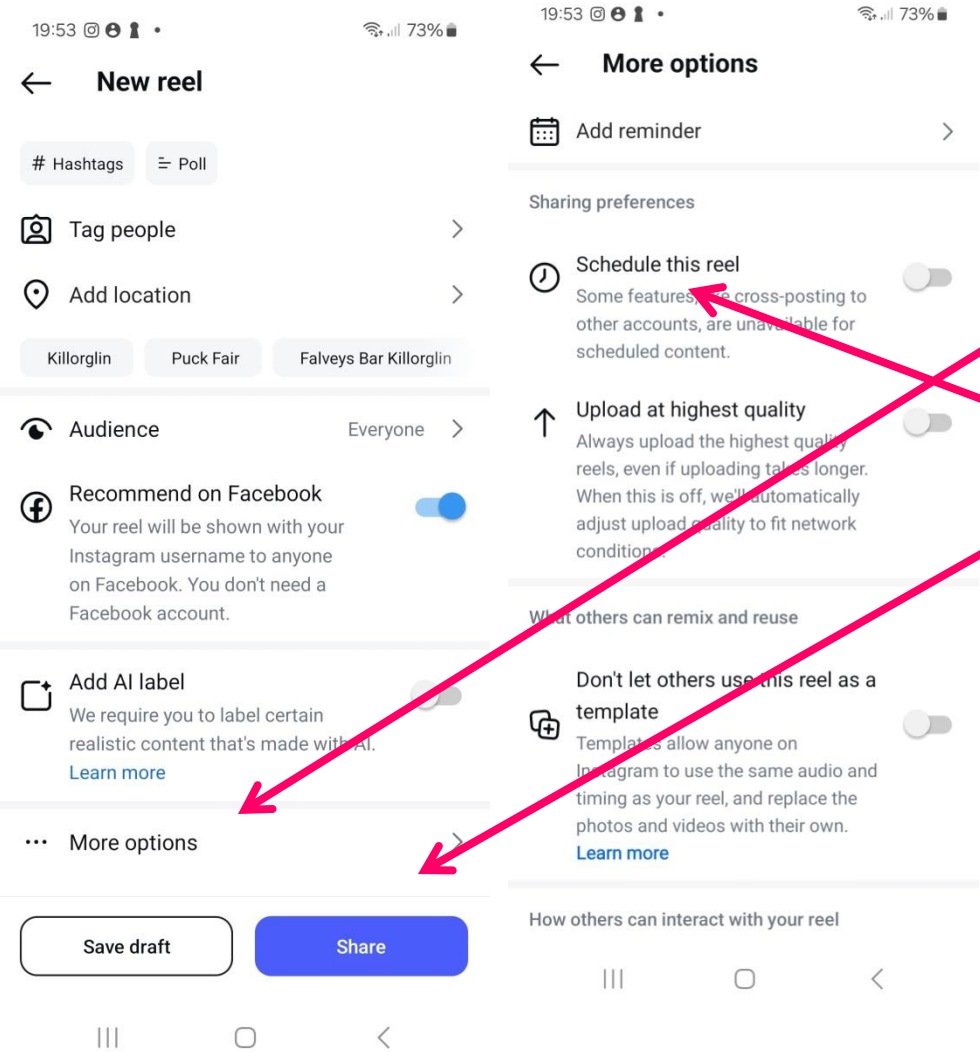 19:53 73%
New reel
# Hashtags Poll
Tag people
Add location
Killorglin Puck Fair Falveys Bar Killorglin
Audience Everyone
Recommend on Facebook
Your reel will be shown with your
Instagram username to anyone
on Facebook. You don't need a
Facebook account.
Add AI label
We require you to label certain
realistic content that's made with AI.
Learn more
More options
Save draft Share
19:53 73%
More options
Add reminder
Sharing preferences
Schedule this reel
Some features, like cross-posting to
other accounts, are unavailable for
scheduled content.
Upload at highest quality
Always upload the highest quality
reels, even if uploading takes longer.
When this is off, we'll automatically
adjust upload quality to fit network
conditions.
What others can remix and reuse
Don't let others use this reel as a
template
Templates allow anyone on
Instagram to use the same audio and
timing as your reel, and replace the
photos and videos with their own.
Learn more
How others can interact with your reel